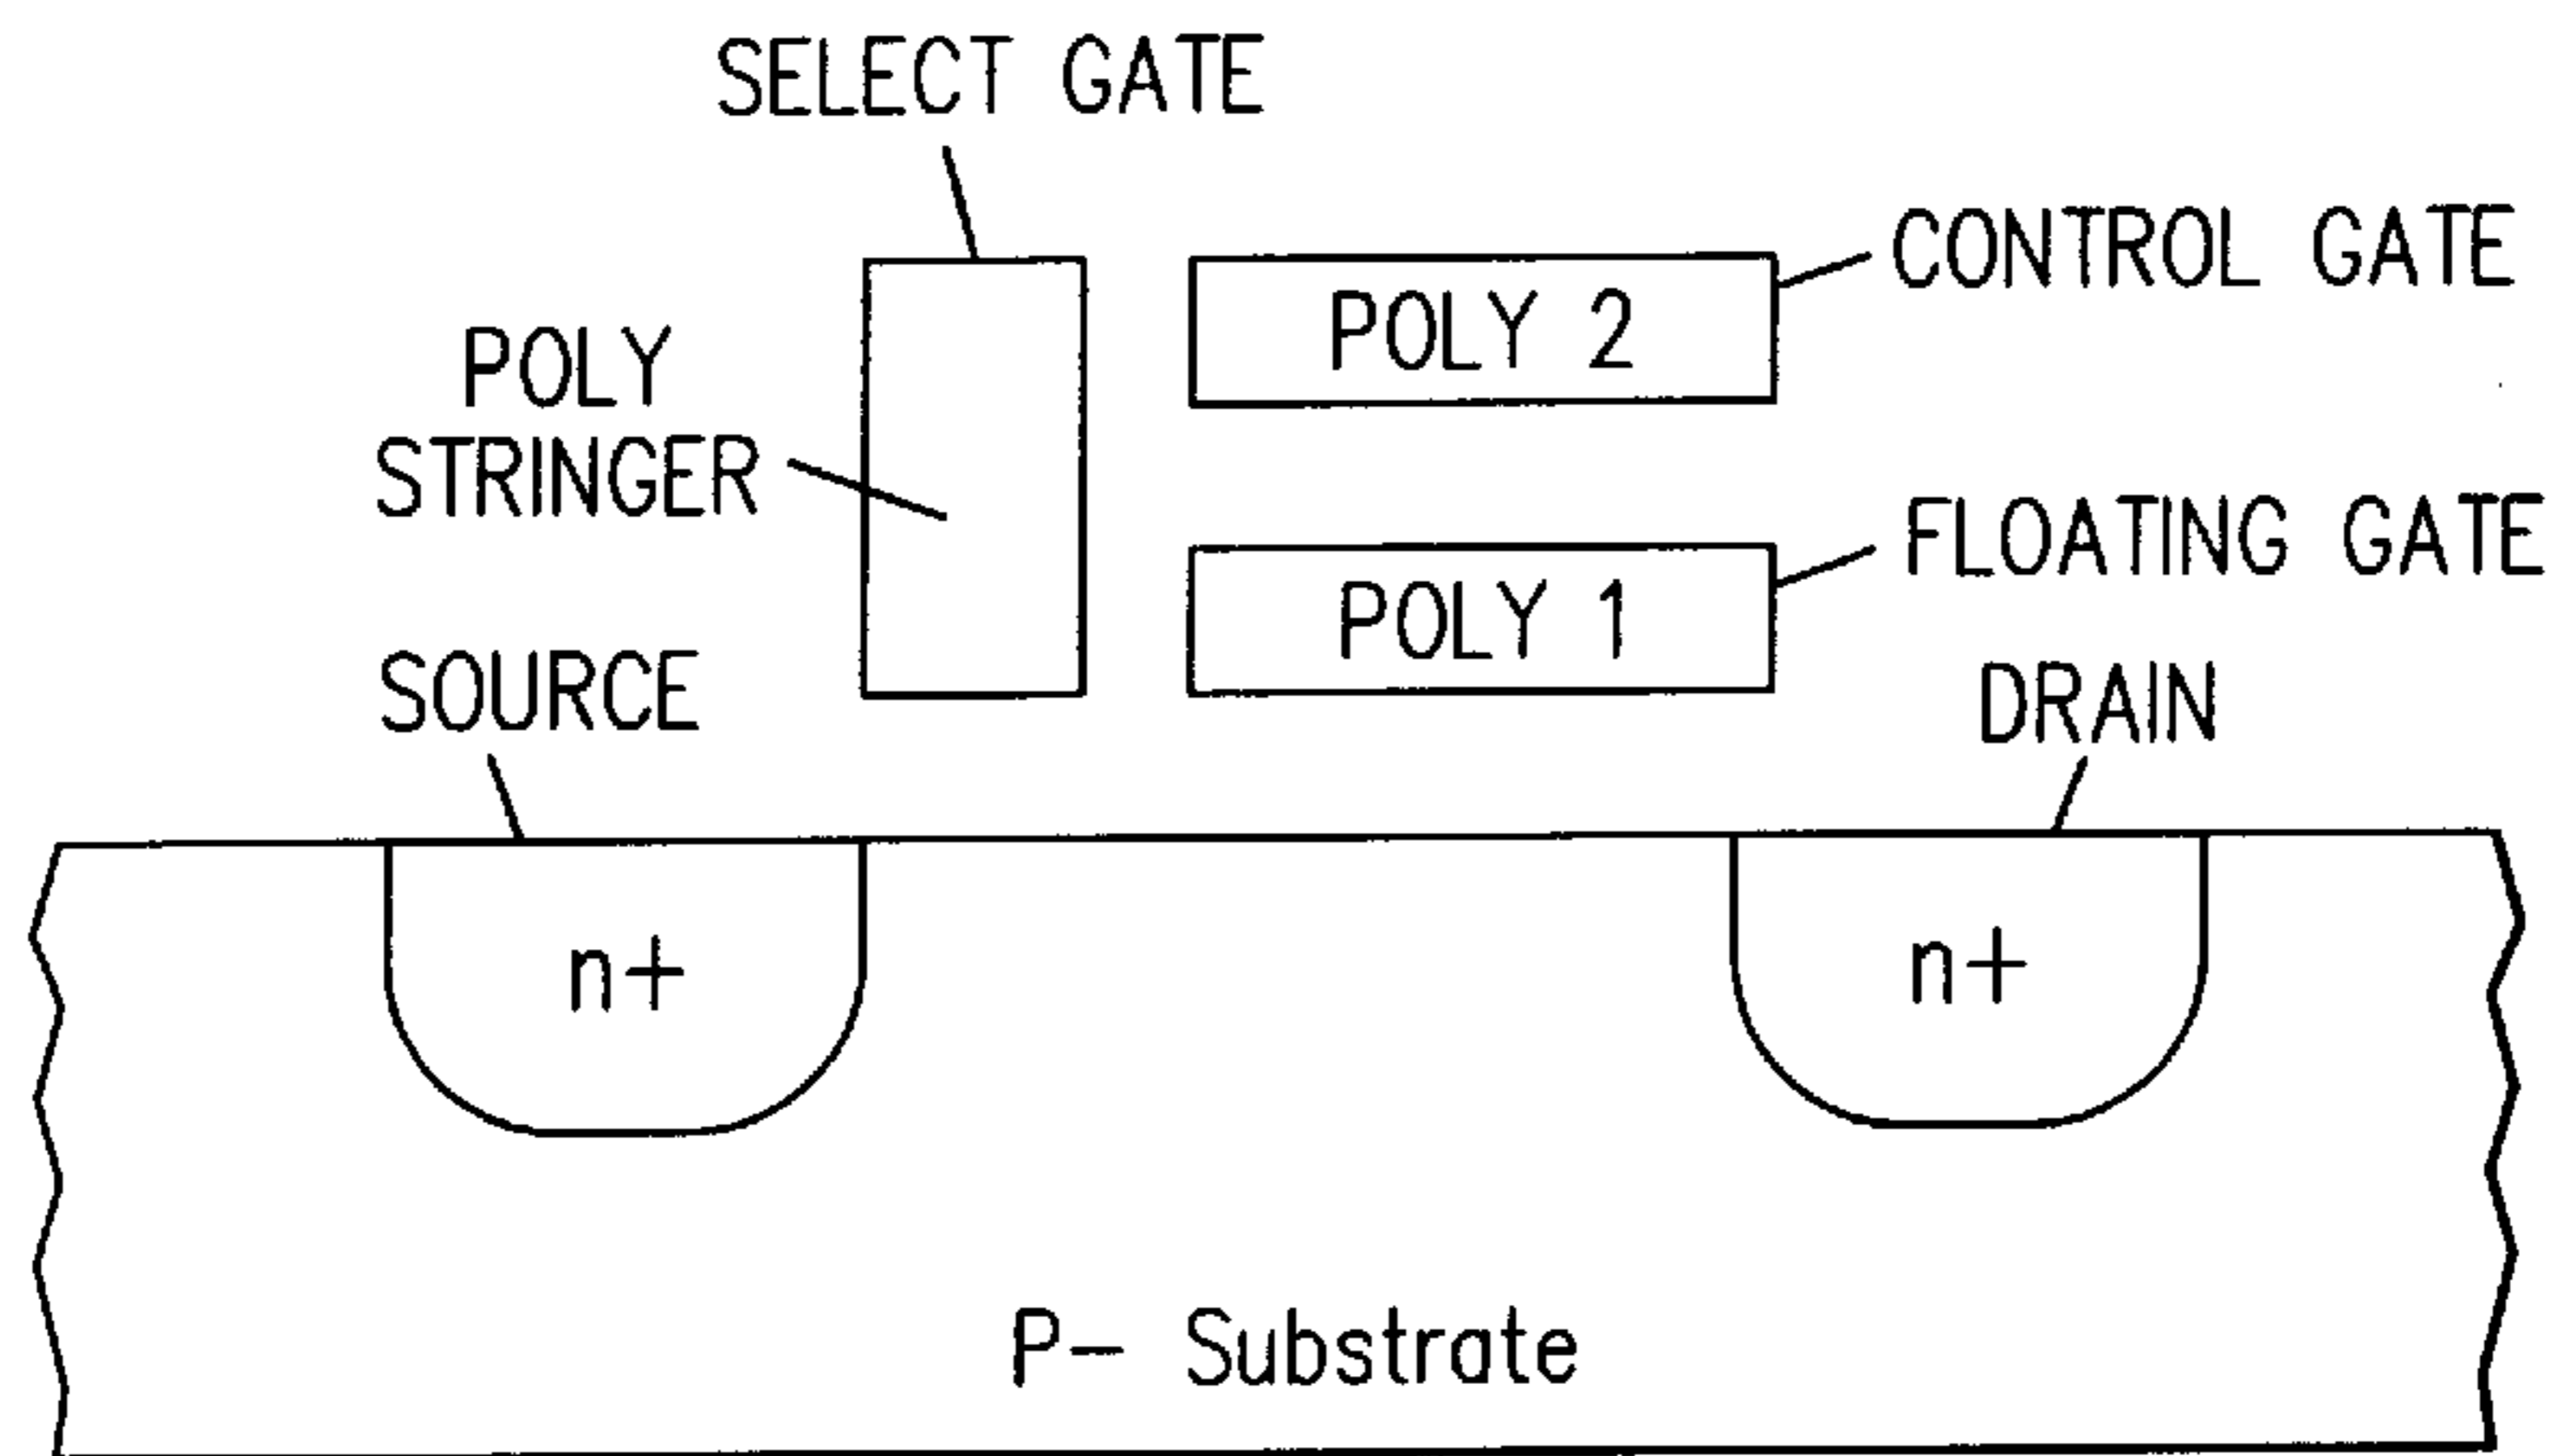 SELECT GATE
CONTROL GATE
POLY 2
POLY
STRINGER
FLOATING GATE
POLY 1
SOURCE
DRAIN
n+
n+
P- Substrate